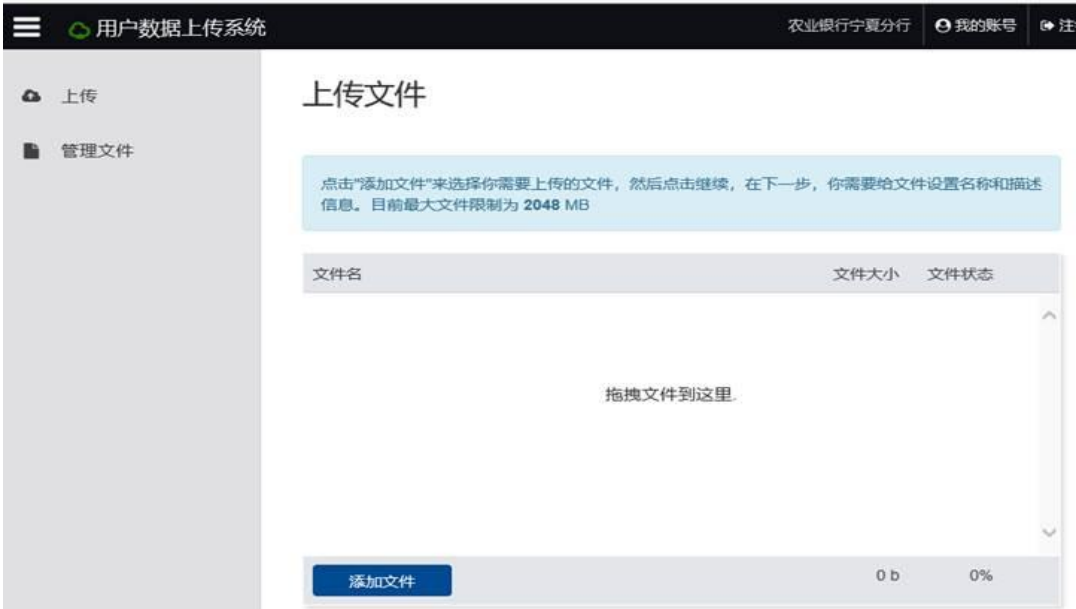 用户数据上传系统 农业银行宁夏分行 我的账号 注
上传
管理文件
上传文件
点击"添加文件"来选择你需要上传的文件，然后点击继续，在下一步，你需要给文件设置名称和描述
信息。目前最大文件限制为 2048 MB
文件名 文件大小 文件状态
拖拽文件到这里.
添加文件 0 b 0%